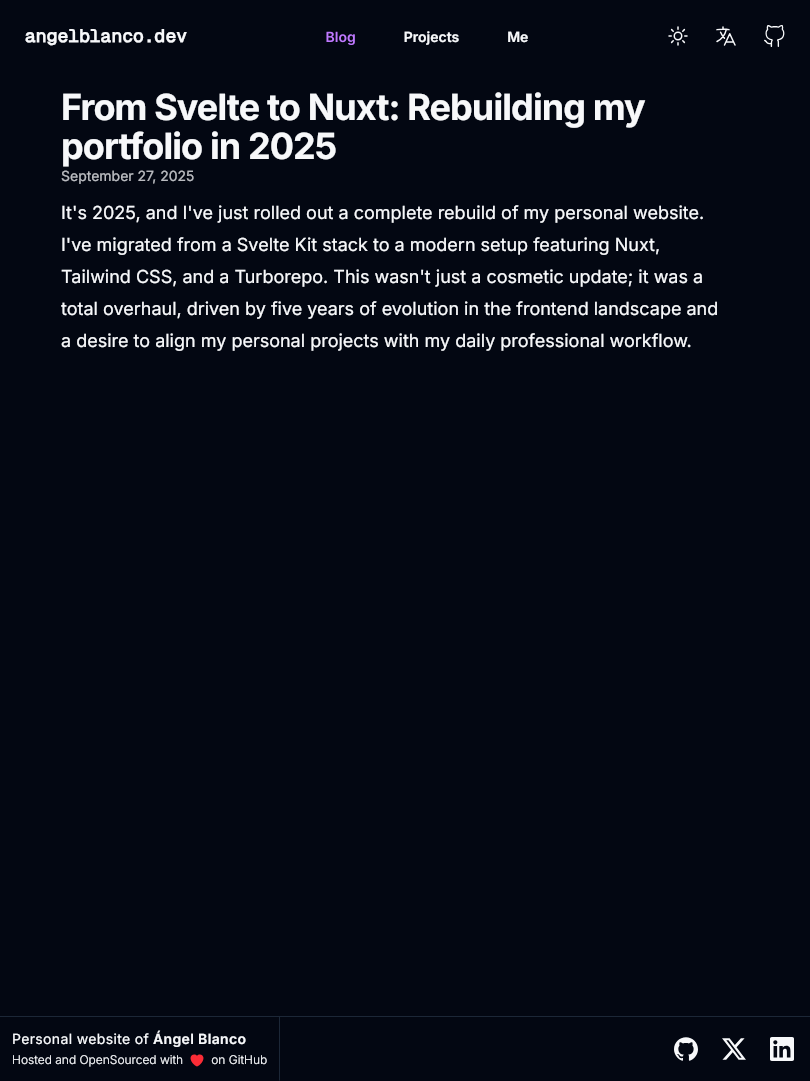 angelblanco.dev
Blog
Projects
Me
From Svelte to Nuxt: Rebuilding my
portfolio in 2025
September 27, 2025
It's 2025, and I've just rolled out a complete rebuild of my personal website.
I've migrated from a Svelte Kit stack to a modern setup featuring Nuxt,
Tailwind CSS, and a Turborepo. This wasn't just a cosmetic update; it was a
total overhaul, driven by five years of evolution in the frontend landscape and
a desire to align my personal projects with my daily professional workflow.
Personal website of Ángel Blanco
Hosted and OpenSourced with ❤️ on GitHub